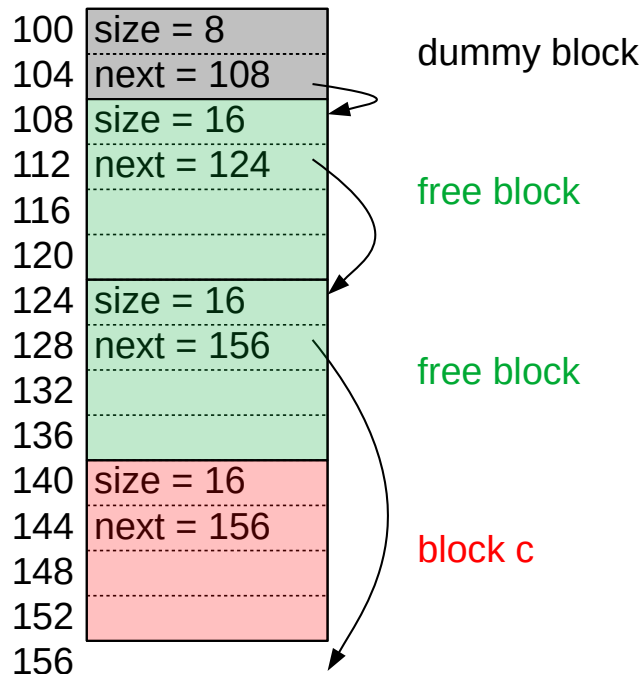 100 size = 8
dummy block
104 next = 108
108 size = 16
112 next = 124
free block
116
120
124 size = 16
128 next = 156
free block
132
136
140 size = 16
144 next = 156
block c
148
152
156